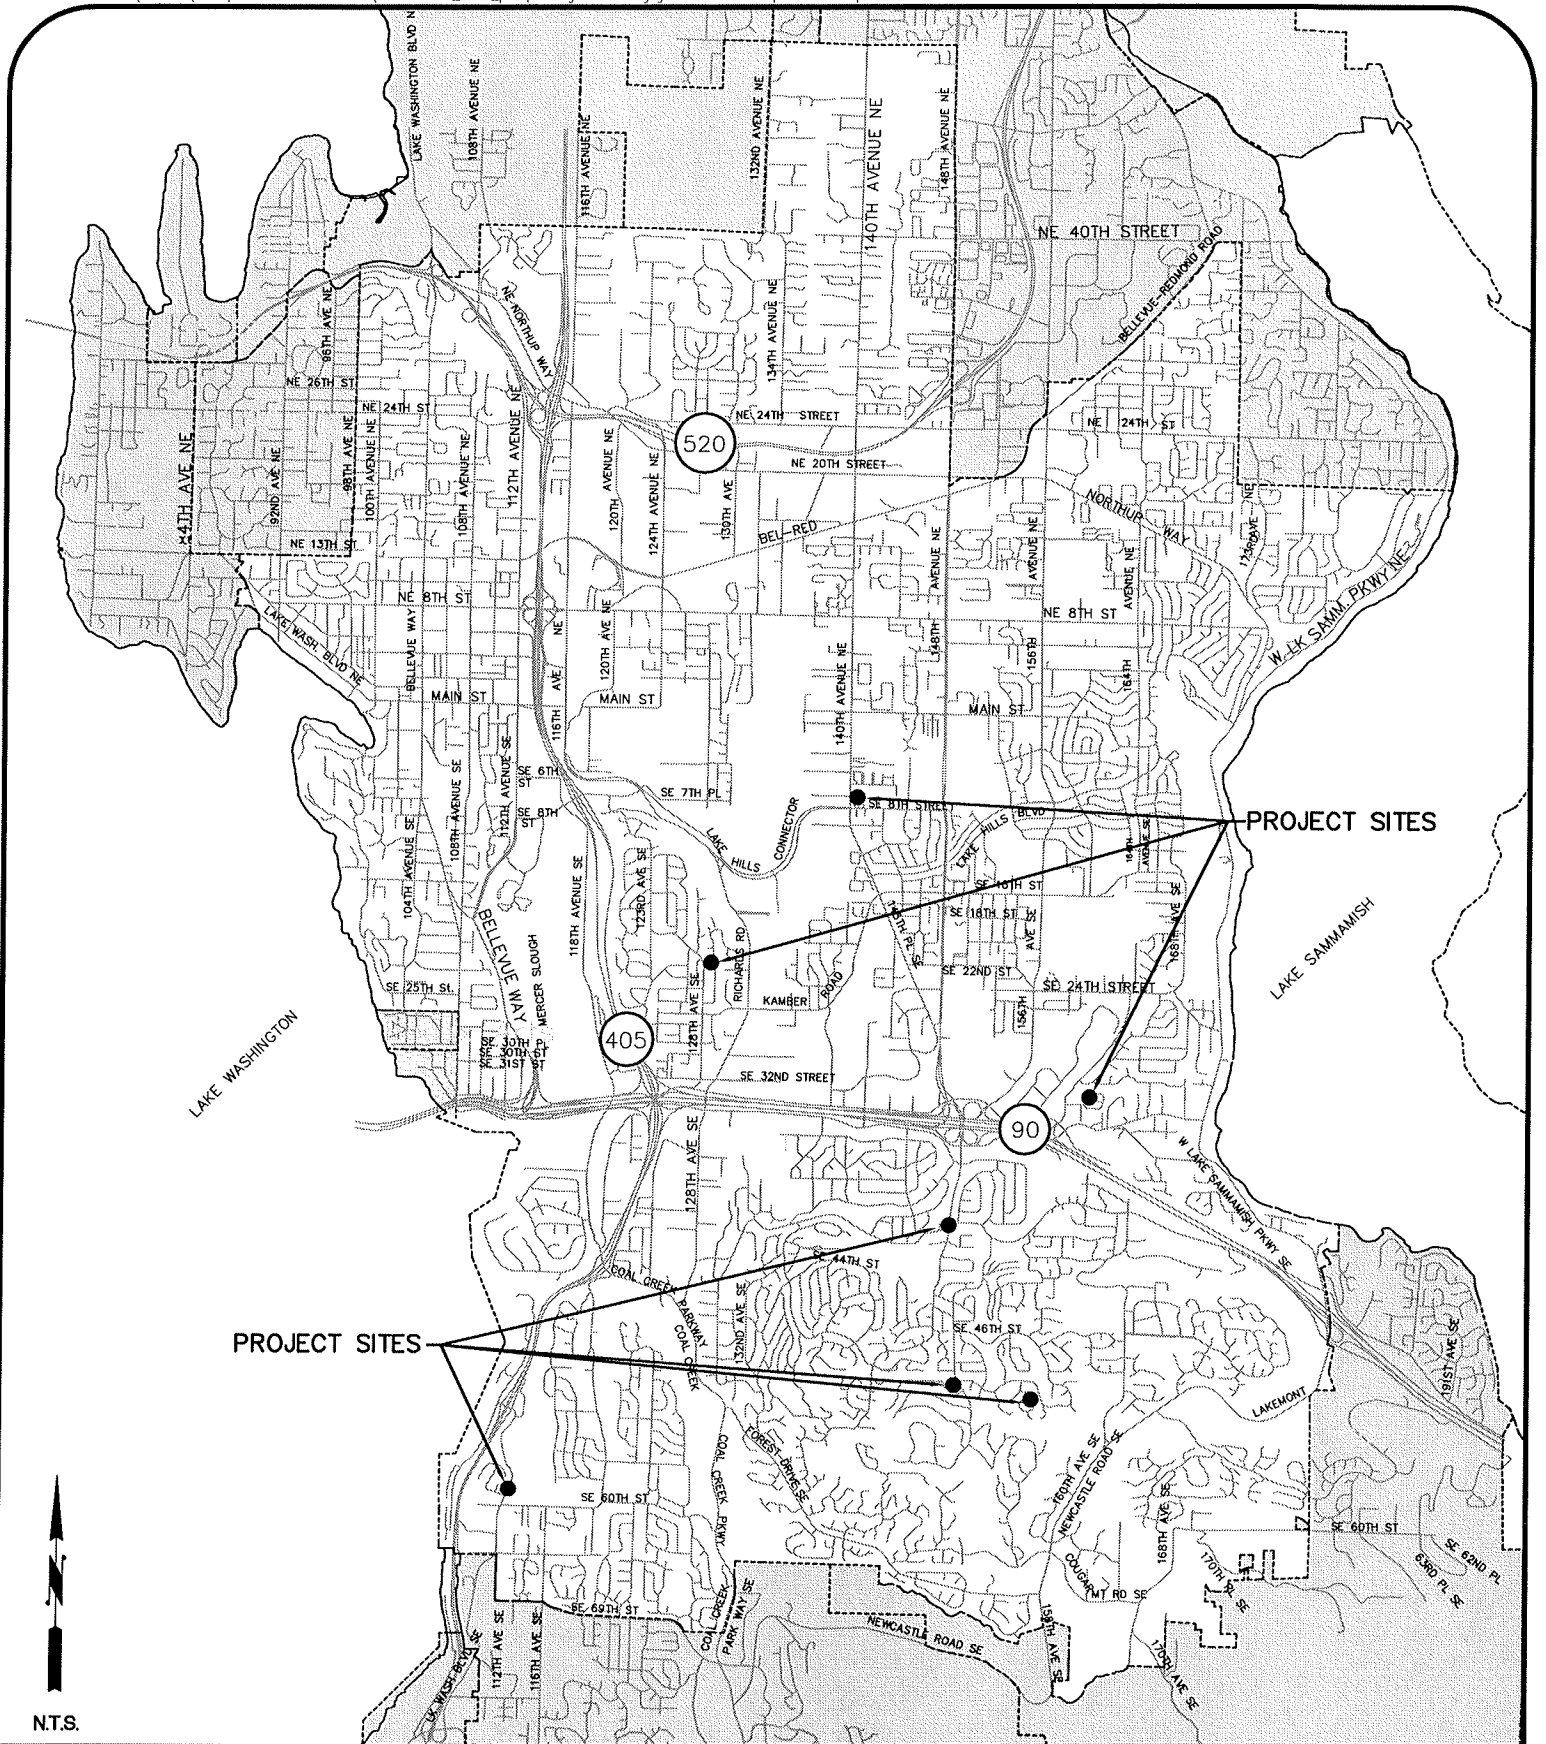 LAKE WASHINGTON BLVD N
108TH AVENUE NE
116TH AVENUE NE
132ND AVENUE NE
140TH AVENUE NE
148TH AVENUE NE
NE 40TH STREET
BELLEVUE-REDMOND ROAD
NE NORTHUP WAY
96TH AVE NE
134TH AVENUE NE
NE 26TH ST
NE 24TH ST
NE 24TH STREET
NE 24TH ST
520
NE 20TH STREET
84TH AVE NE
92ND AVE NE
98TH AVE NE
100TH AVENUE NE
108TH AVENUE NE
112TH AVENUE NE
120TH AVENUE NE
124TH AVENUE NE
130TH AVE
BEL-RED
NORTHUP WAY
173RD AVE NE
NE 13TH ST
148TH AVENUE NE
156TH AVENUE NE
164TH AVENUE NE
NE 8TH ST
NE 8TH ST
W LK SAMM. PKWY NE
LAKE WASH. BLVD NE
BELLEVUE WAY
116TH AVE NE
120TH AVE NE
140TH AVENUE NE
MAIN ST
MAIN ST
MAIN ST
SE 6TH
ST
SE 7TH PL
SE 8TH
ST
SE 8TH STREET
LAKE HILLS BLVD
PROJECT SITES
104TH AVENUE SE
108TH AVENUE SE
112TH AVENUE SE
LAKE HILLS CONNECTOR
164TH
AVENUE SE
118TH AVENUE SE
123RD AVE SE
SE 16TH ST
168TH AVE SE
BELLEVUE WAY
MERCER SLOUGH
145TH PL SE
SE 18TH ST
156TH AVE SE
RICHARDS RD
SE 22ND ST
SE 24TH STREET
LAKE SAMMAMISH
SE 25TH St.
128TH AVE SE
KAMBER ROAD
LAKE WASHINGTON
SE 30TH PL
SE 30TH ST
SE 31ST ST
405
SE 32ND STREET
90
128TH AVE SE
W LAKE SAMMAMISH PKWY SE
SE 44TH ST
COAL CREEK PARKWAY
COAL CREEK
132ND AVE SE
SE 46TH ST
PROJECT SITES
191ST AVE SE
LAKEMONT
FOREST DRIVE SE
COAL CREEK PKWY
160TH AVE SE
NEWCASTLE ROAD SE
168TH AVE SE
SE 60TH ST
SE 60TH ST
SE 62ND PL
63RD PL SE
170TH PL SE
COUGAR MT RD SE
SE 69TH ST
COAL CREEK
PARK WAY SE
NEWCASTLE ROAD SE
159TH AVE SE
170TH AVE SE
112TH AVE SE
116TH AVE SE
LK WASH BLVD SE
N
N.T.S.